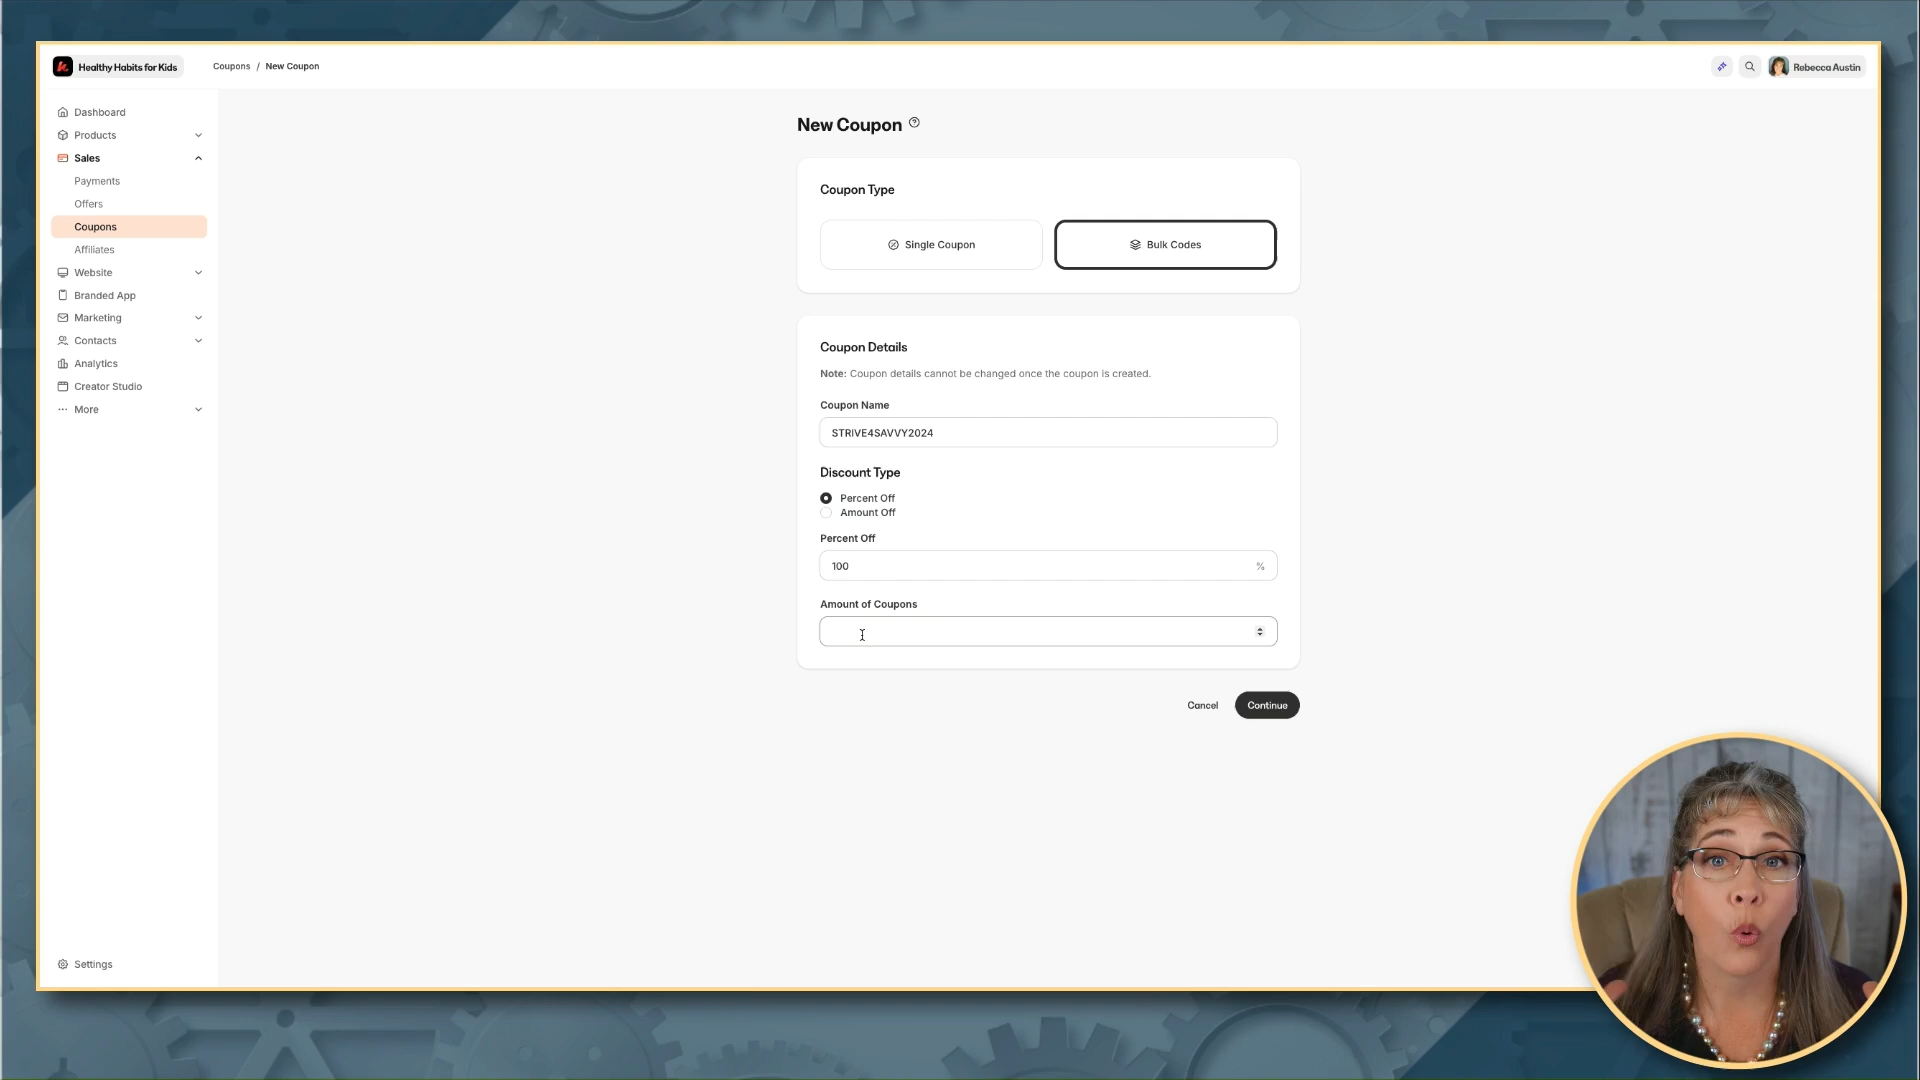 Healthy Habits for Kids
Coupons / New Coupon
Rebecca Austin
Dashboard
Products
Sales
Payments
Offers
Coupons
Affiliates
Website
Branded App
Marketing
Contacts
Analytics
Creator Studio
More
Settings
New Coupon
Coupon Type
Single Coupon
Bulk Codes
Coupon Details
Note: Coupon details cannot be changed once the coupon is created.
Coupon Name
STRIVE4SAVVY2024
Discount Type
Percent Off
Amount Off
Percent Off
100 %
Amount of Coupons
Cancel Continue